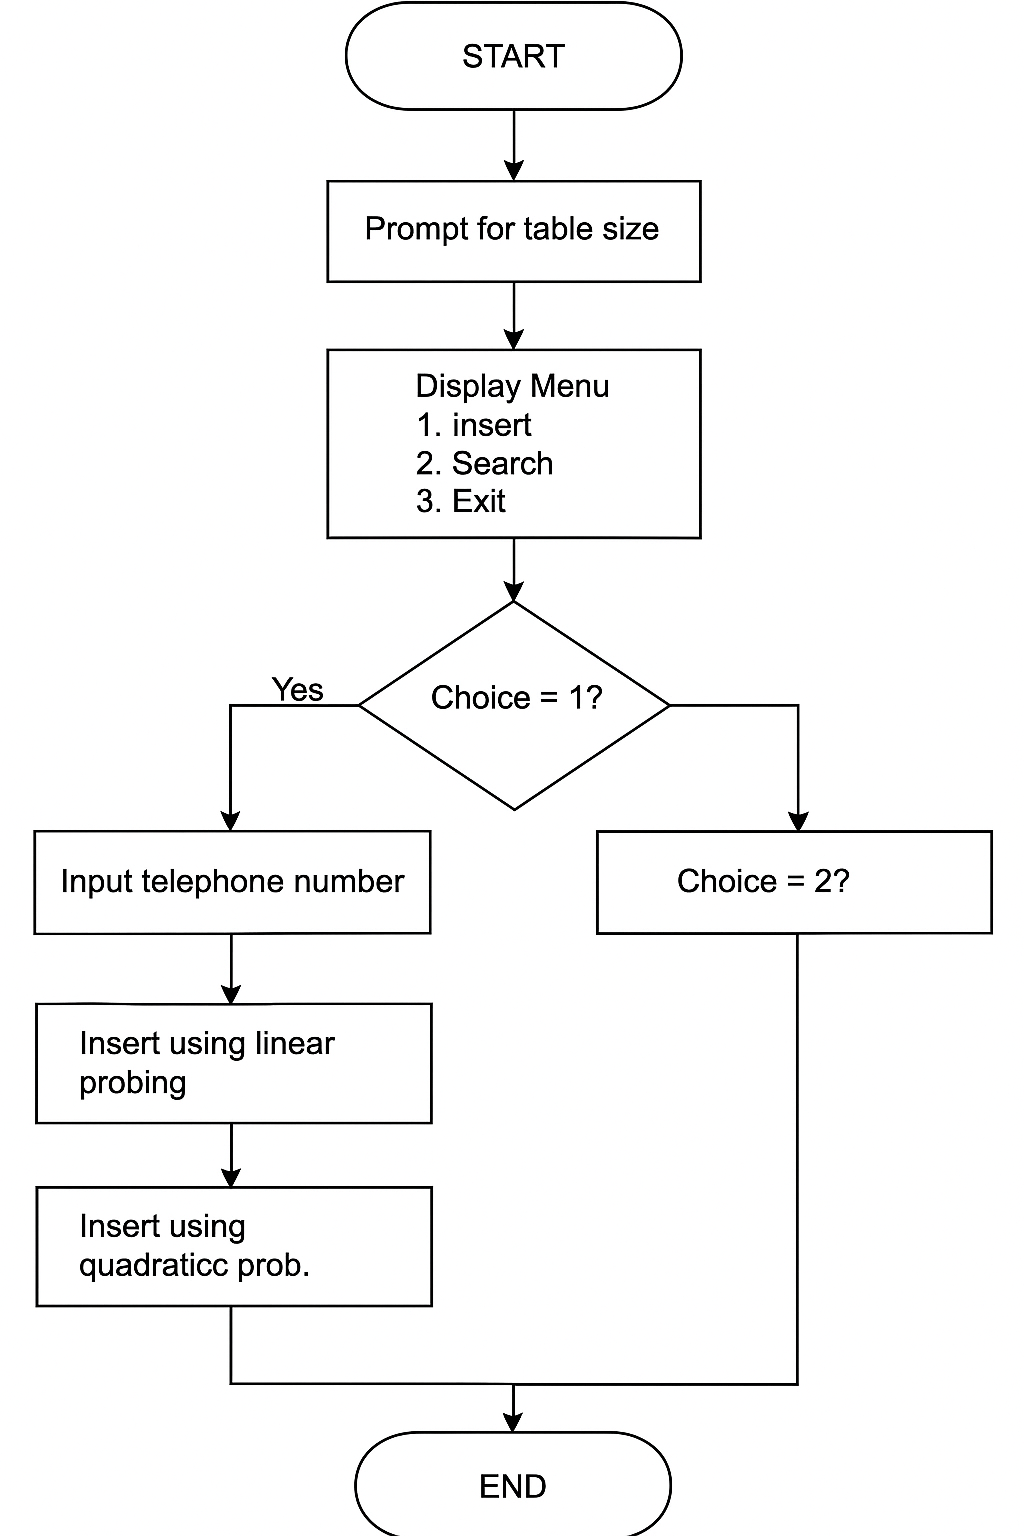 START
Prompt for table size
Display Menu
1. insert
2. Search
3. Exit
Choice = 1?
Yes
Input telephone number
Choice = 2?
Insert using linear
probing
Insert using
quadraticc prob.
END